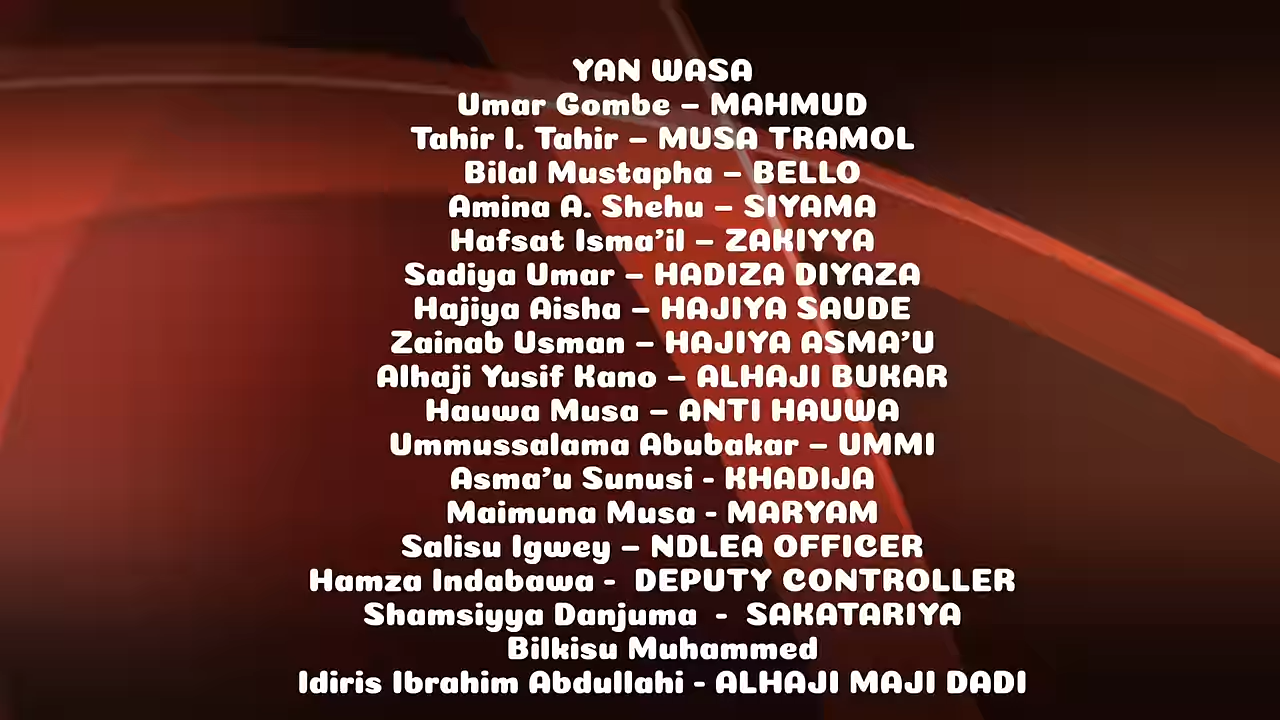 YAN WASA
Umar Gombe – MAHMUD
Tahir I. Tahir – MUSA TRAMOL
Bilal Mustapha – BELLO
Amina A. Shehu – SIYAMA
Hafsat Isma’il – ZAKIYYA
Sadiya Umar – HADIZA DIYAZA
Hajiya Aisha – HAJIYA SAUDE
Zainab Usman – HAJIYA ASMA’U
Alhaji Yusif Kano – ALHAJI BUKAR
Hauwa Musa – ANTI HAUWA
Ummussalama Abubakar – UMMI
Asma’u Sunusi - KHADIJA
Maimuna Musa - MARYAM
Salisu Igwey – NDLEA OFFICER
Hamza Indabawa -  DEPUTY CONTROLLER
Shamsiyya Danjuma  -  SAKATARIYA
Bilkisu Muhammed
Idiris Ibrahim Abdullahi - ALHAJI MAJI DADI